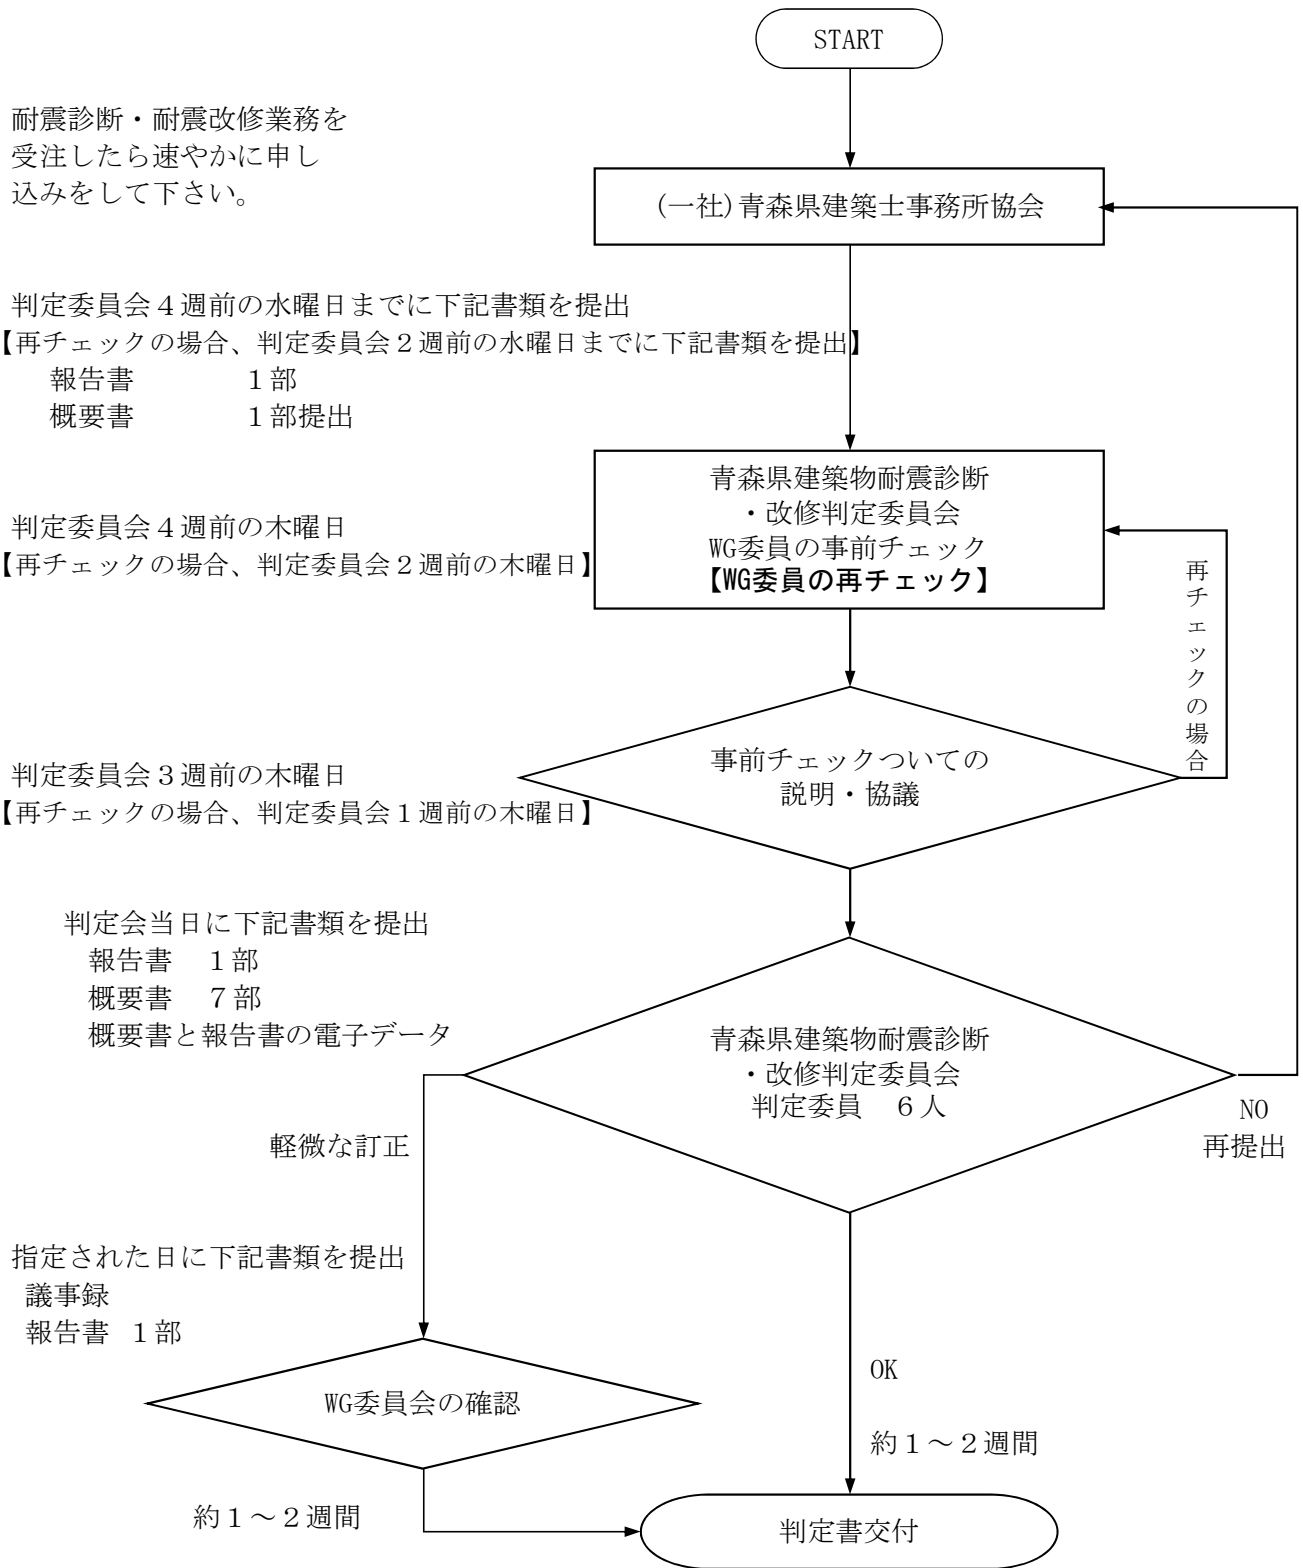 START
耐震診断・耐震改修業務を
受注したら速やかに申し
込みをして下さい。
(一社)青森県建築士事務所協会
判定委員会４週前の水曜日までに下記書類を提出
【再チェックの場合、判定委員会２週前の水曜日までに下記書類を提出】
報告書　　　　１部
概要書　　　　１部提出
青森県建築物耐震診断
・改修判定委員会
WG委員の事前チェック
【WG委員の再チェック】
判定委員会４週前の木曜日
【再チェックの場合、判定委員会２週前の木曜日】
再チェックの場合
事前チェックついての
説明・協議
判定委員会３週前の木曜日
【再チェックの場合、判定委員会１週前の木曜日】
判定会当日に下記書類を提出
報告書　１部
概要書　７部
概要書と報告書の電子データ
青森県建築物耐震診断
・改修判定委員会
判定委員　６人
NO
再提出
軽微な訂正
指定された日に下記書類を提出
議事録
報告書　１部
WG委員会の確認
OK
約１～２週間
約１～２週間
判定書交付